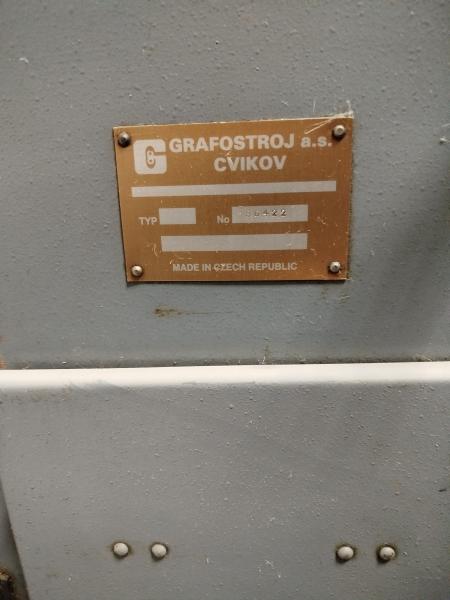 GRAFOSTROJ a.s.
CVIKOV
TYP No
MADE IN CZECH REPUBLIC